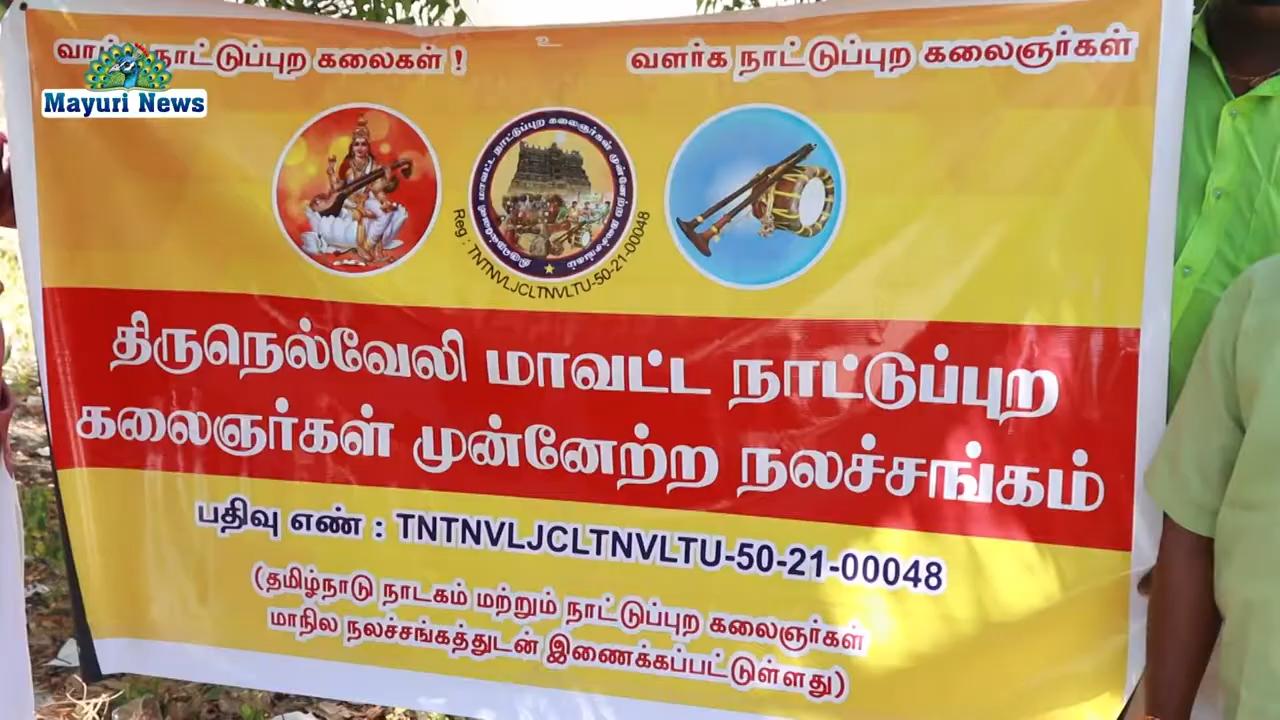 நாட்டுப்புற கலைகள் !
வளர்க நாட்டுப்புற கலைஞர்கள்
Mayuri News
Reg : TNTNVLJCLTNVLTU-50-21-00048
திருநெல்வேலி மாவட்ட நாட்டுப்புற
கலைஞர்கள் முன்னேற்ற நலச்சங்கம்
பதிவு எண் : TNTNVLJCLTNVLTU-50-21-00048
(தமிழ்நாடு நாடகம் மற்றும் நாட்டுப்புற கலைஞர்கள்
மாநில நலச்சங்கத்துடன் இணைக்கப்பட்டுள்ளது)